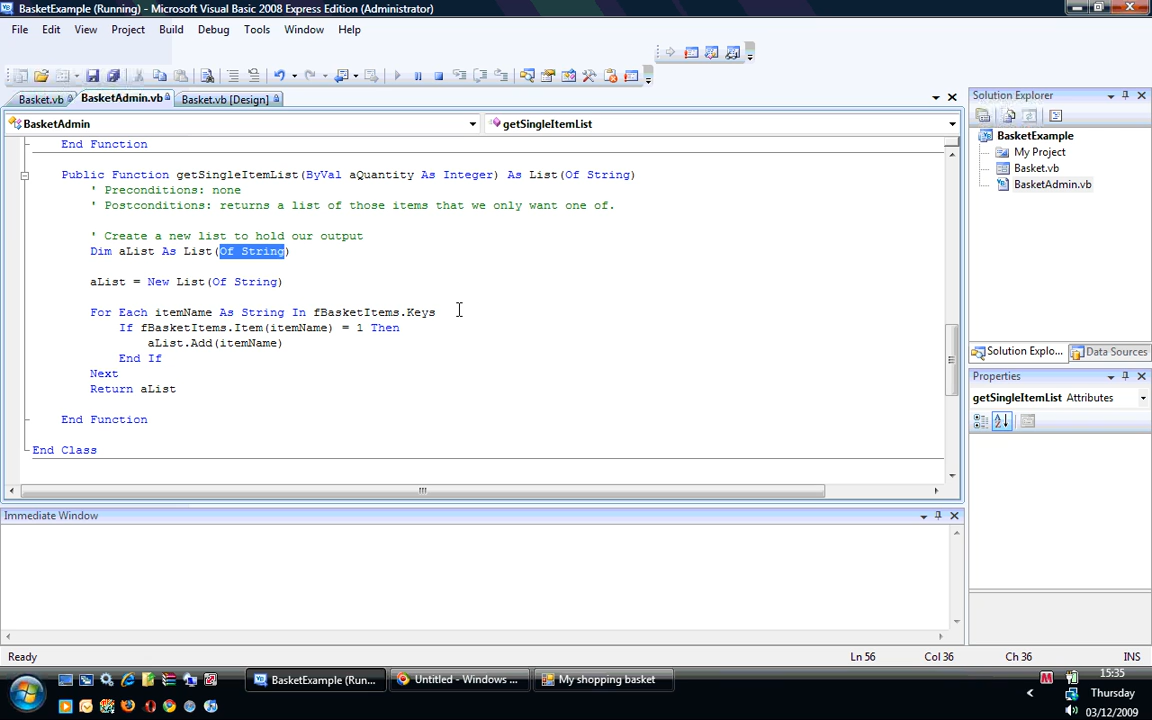 BasketExample (Running) - Microsoft Visual Basic 2008 Express Edition (Administrator)
File Edit View Project Build Debug Tools Window Help
Basket.vb BasketAdmin.vb Basket.vb [Design]
BasketAdmin getSingleItemList
End Function
Public Function getSingleItemList(ByVal aQuantity As Integer) As List(Of String)
' Preconditions: none
' Postconditions: returns a list of those items that we only want one of.
' Create a new list to hold our output
Dim aList As List(Of String)
aList = New List(Of String)
For Each itemName As String In fBasketItems.Keys
If fBasketItems.Item(itemName) = 1 Then
aList.Add(itemName)
End If
Next
Return aList
End Function
End Class
Immediate Window
Solution Explorer
BasketExample
My Project
Basket.vb
BasketAdmin.vb
Solution Explo... Data Sources
Properties
getSingleItemList Attributes
Ready Ln 56 Col 36 Ch 36 INS
BasketExample (Run... Untitled - Windows ... My shopping basket
15:35
Thursday
03/12/2009